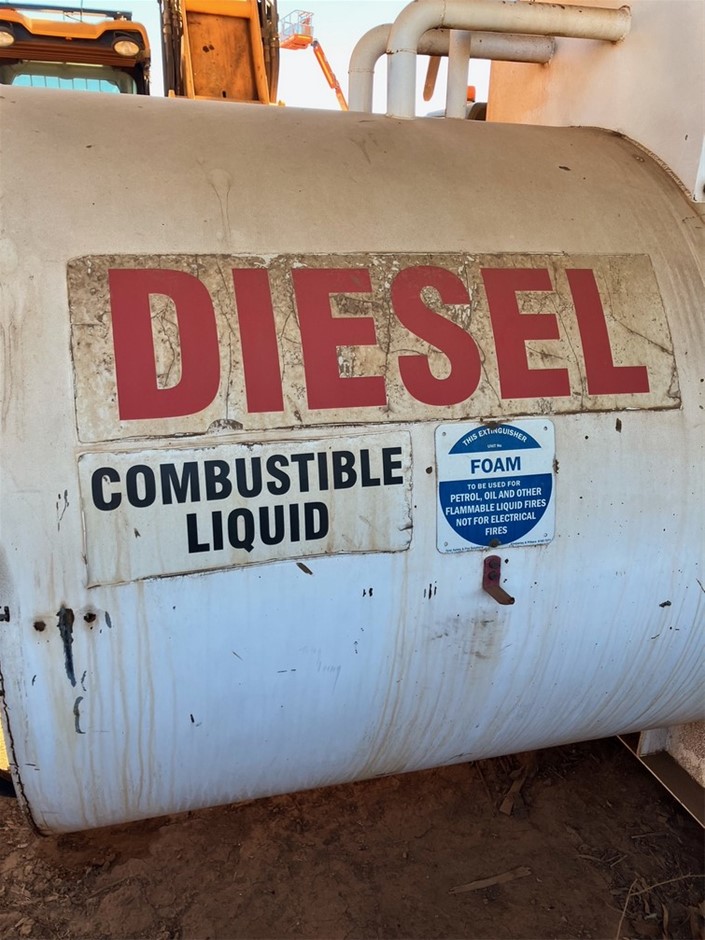 DIESEL
COMBUSTIBLE
LIQUID
THIS EXTINGUISHER
FOAM
TO BE USED FOR
PETROL, OIL AND OTHER
FLAMMABLE LIQUID FIRES
NOT FOR ELECTRICAL
FIRES